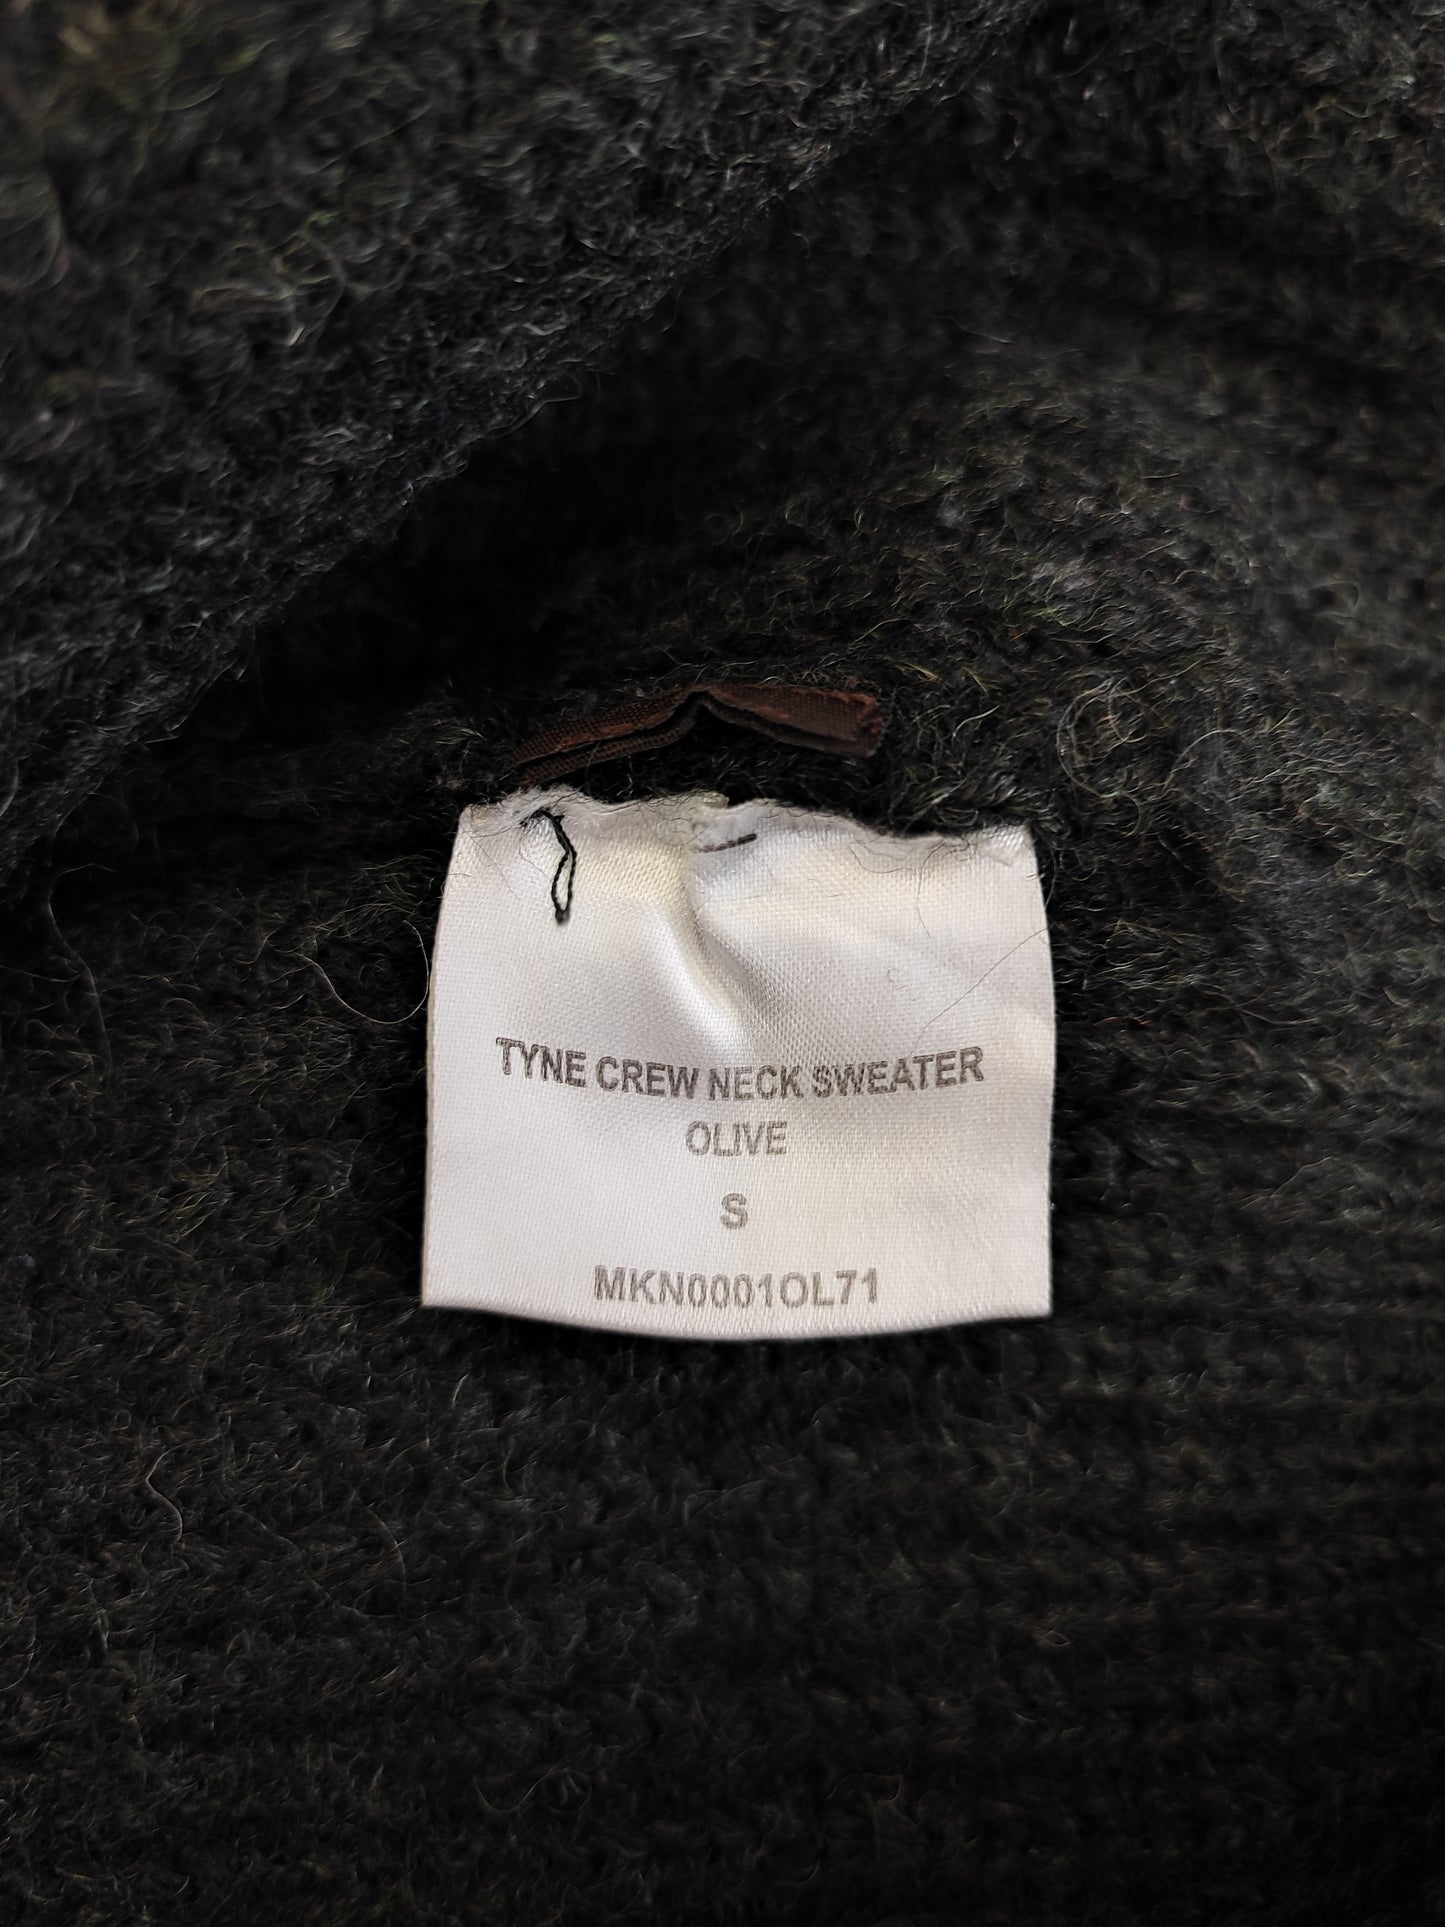 TYNE CREW NECK SWEATER
OLIVE
S
MKN0001OL71